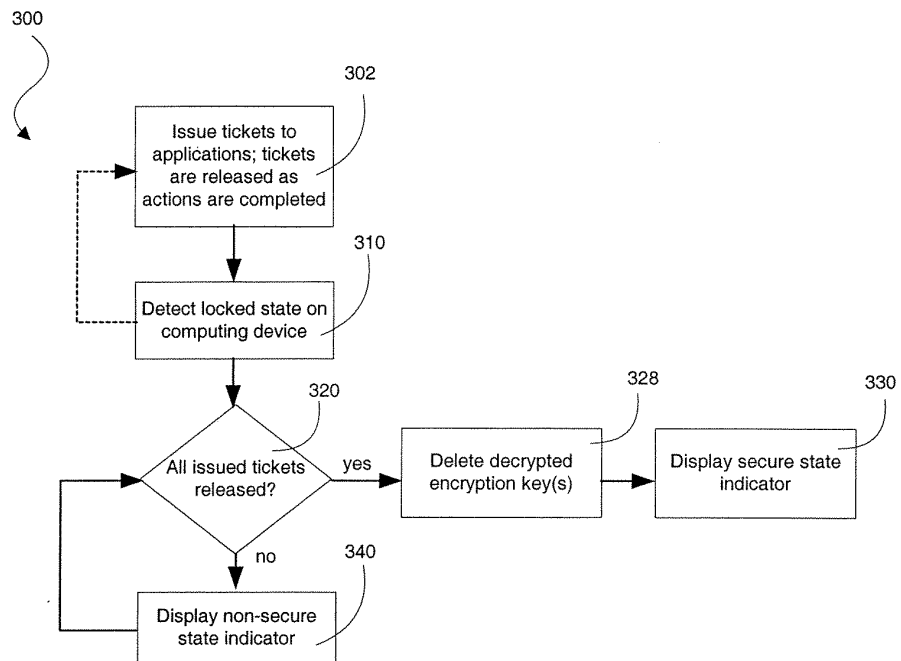 300
302
Issue tickets to
applications; tickets
are released as
actions are completed
310
Detect locked state on
computing device
320
All issued tickets
released?
yes
328
Delete decrypted
encryption key(s)
330
Display secure state
indicator
no
340
Display non-secure
state indicator